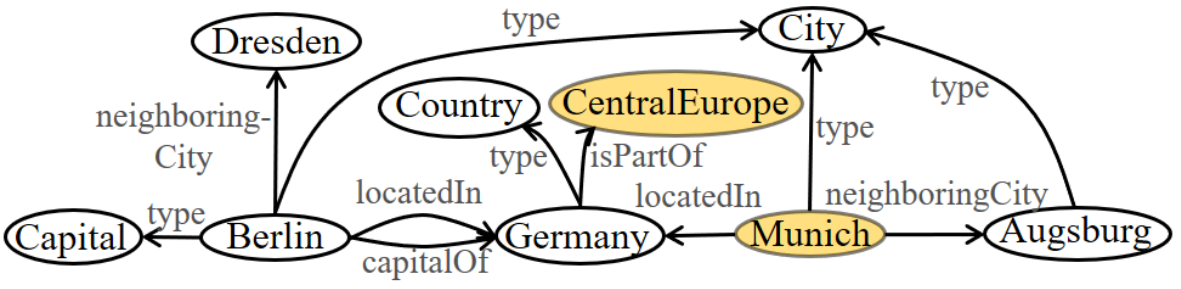 type
City
Dresden
Country
CentralEurope
type
neighboring-
City
type
type
isPartOf
locatedIn
locatedIn
neighboringCity
Capital
type
Berlin
Germany
Munich
Augsburg
capitalOf